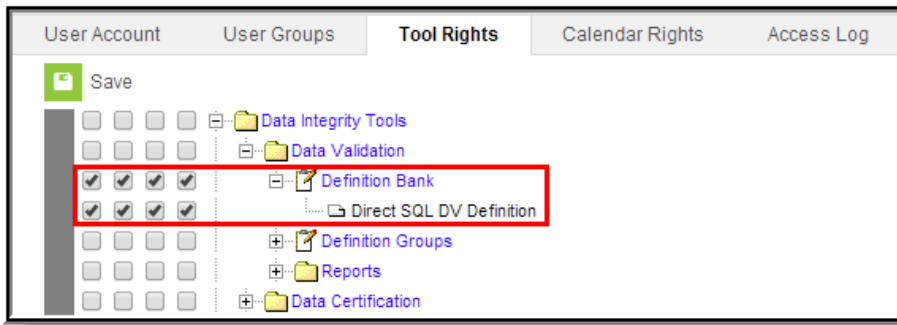 User Account User Groups Tool Rights Calendar Rights Access Log
Save
Data Integrity Tools
Data Validation
Definition Bank
Direct SQL DV Definition
Definition Groups
Reports
Data Certification